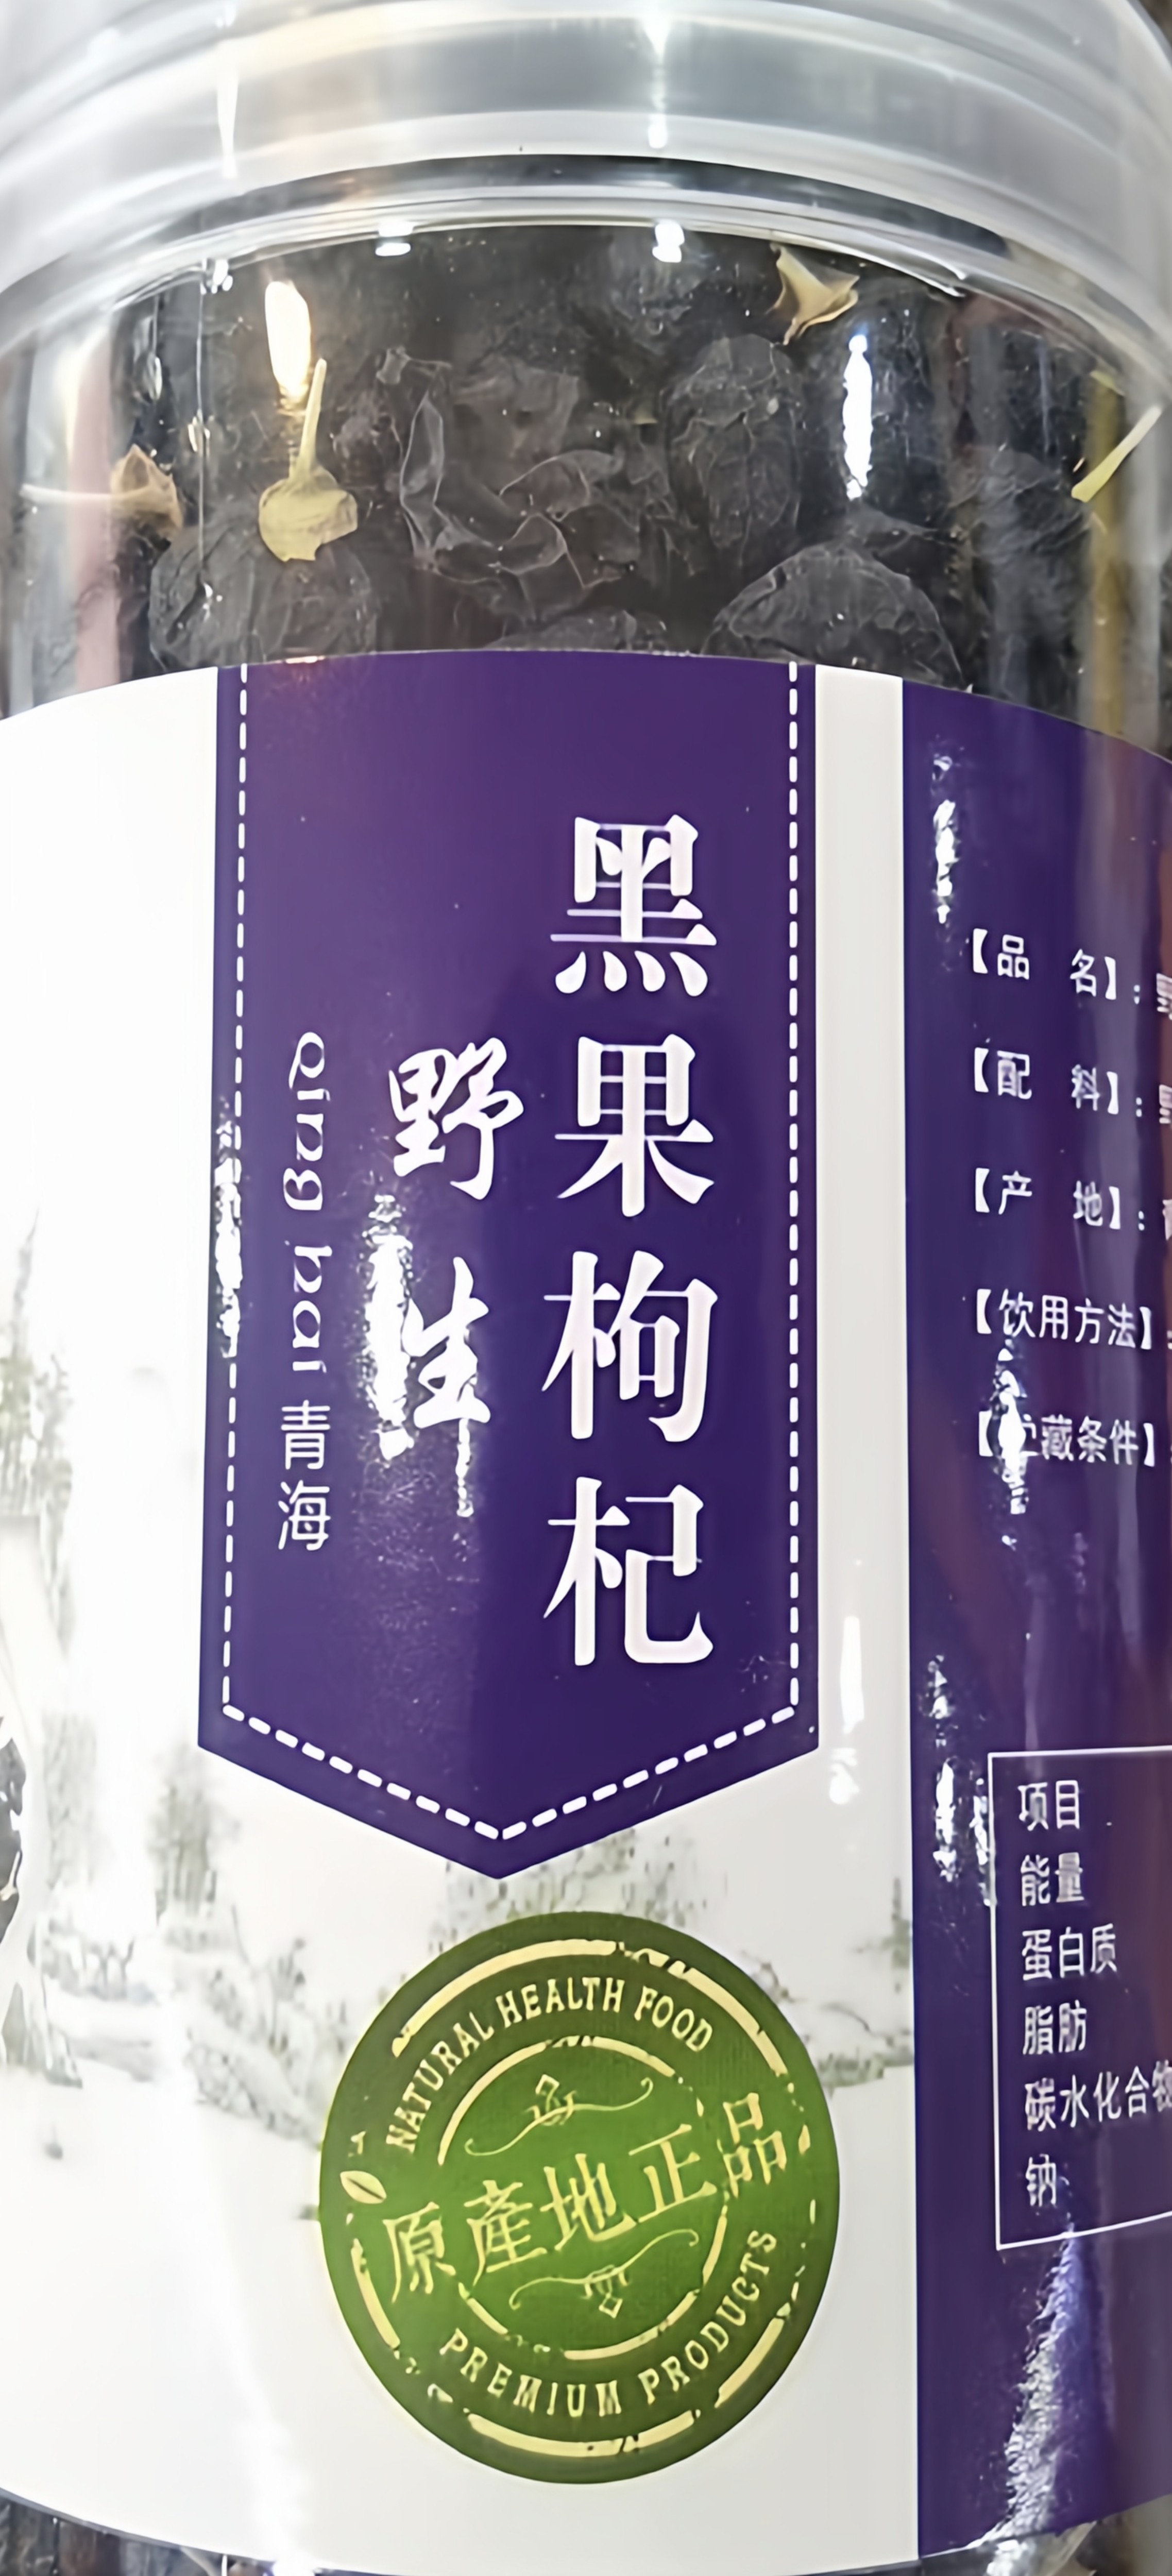 黑果枸杞
野生
Qing hai 青海
NATURAL HEALTH FOOD
原產地正品
PREMIUM PRODUCTS
【品 名】：
【配 料】：
【产 地】：
【饮用方法】
藏条件】
项目
能量
蛋白质
脂肪
碳水化合物
钠